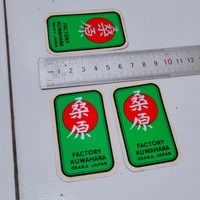 桑原
FACTORY
KUWAHARA
OSAKA JAPAN
桑
原
FACTORY
KUWAHARA
OSAKA JAPAN
桑
原
FACTORY
KUWAHARA
OSAKA JAPAN